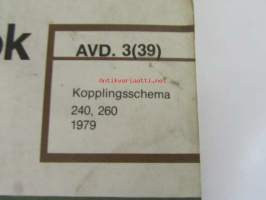 ok
AVD. 3(39)
antikvariaatti.net
Kopplingsschema
240, 260
1979